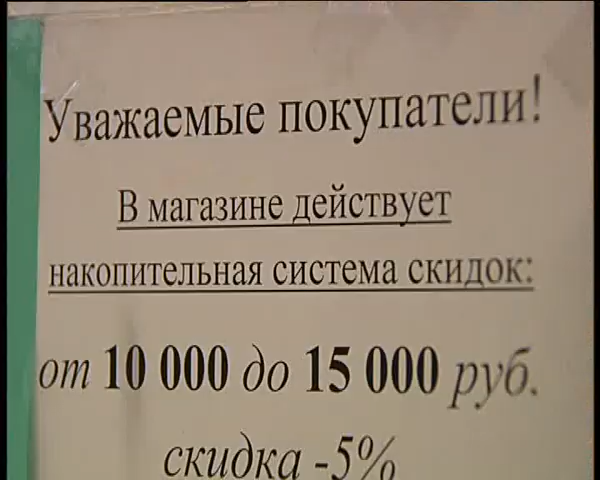 Уважаемые покупатели!
В магазине действует
накопительная система скидок:
от 10 000 до 15 000 руб.
скидка -5%